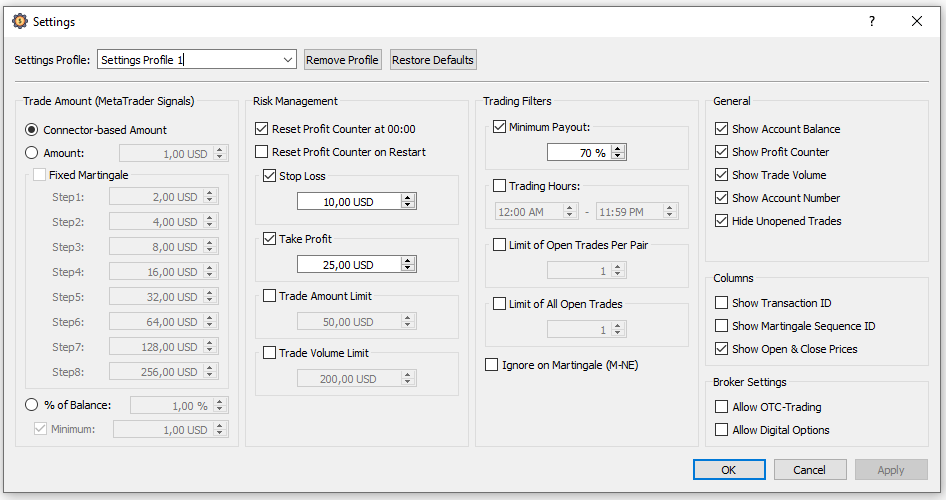 Settings
?
Settings Profile: Settings Profile 1 Remove Profile Restore Defaults
Trade Amount (MetaTrader Signals)
Connector-based Amount
Amount: 1,00 USD
Fixed Martingale
Step1: 2,00 USD
Step2: 4,00 USD
Step3: 8,00 USD
Step4: 16,00 USD
Step5: 32,00 USD
Step6: 64,00 USD
Step7: 128,00 USD
Step8: 256,00 USD
% of Balance: 1,00 %
Minimum: 1,00 USD
Risk Management
Reset Profit Counter at 00:00
Reset Profit Counter on Restart
Stop Loss
10,00 USD
Take Profit
25,00 USD
Trade Amount Limit
50,00 USD
Trade Volume Limit
200,00 USD
Trading Filters
Minimum Payout:
70 %
Trading Hours:
12:00 AM - 11:59 PM
Limit of Open Trades Per Pair
1
Limit of All Open Trades
1
Ignore on Martingale (M-NE)
General
Show Account Balance
Show Profit Counter
Show Trade Volume
Show Account Number
Hide Unopened Trades
Columns
Show Transaction ID
Show Martingale Sequence ID
Show Open & Close Prices
Broker Settings
Allow OTC-Trading
Allow Digital Options
OK Cancel Apply